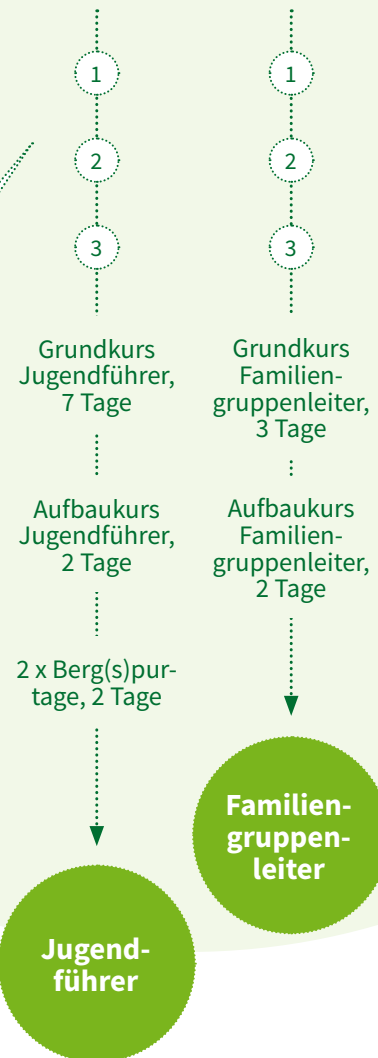 1
2
3
Grundkurs
Jugendführer,
7 Tage
Aufbaukurs
Jugendführer,
2 Tage
2 x Berg(s)pur-
tage, 2 Tage
Jugend-
führer
1
2
3
Grundkurs
Familien-
gruppenleiter,
3 Tage
Aufbaukurs
Familien-
gruppenleiter,
2 Tage
Familien-
gruppen-
leiter